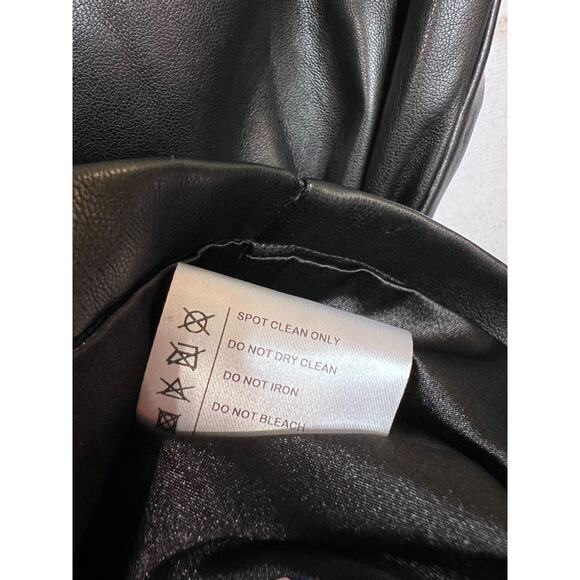 SPOT CLEAN ONLY
DO NOT DRY CLEAN
DO NOT IRON
DO NOT BLEACH